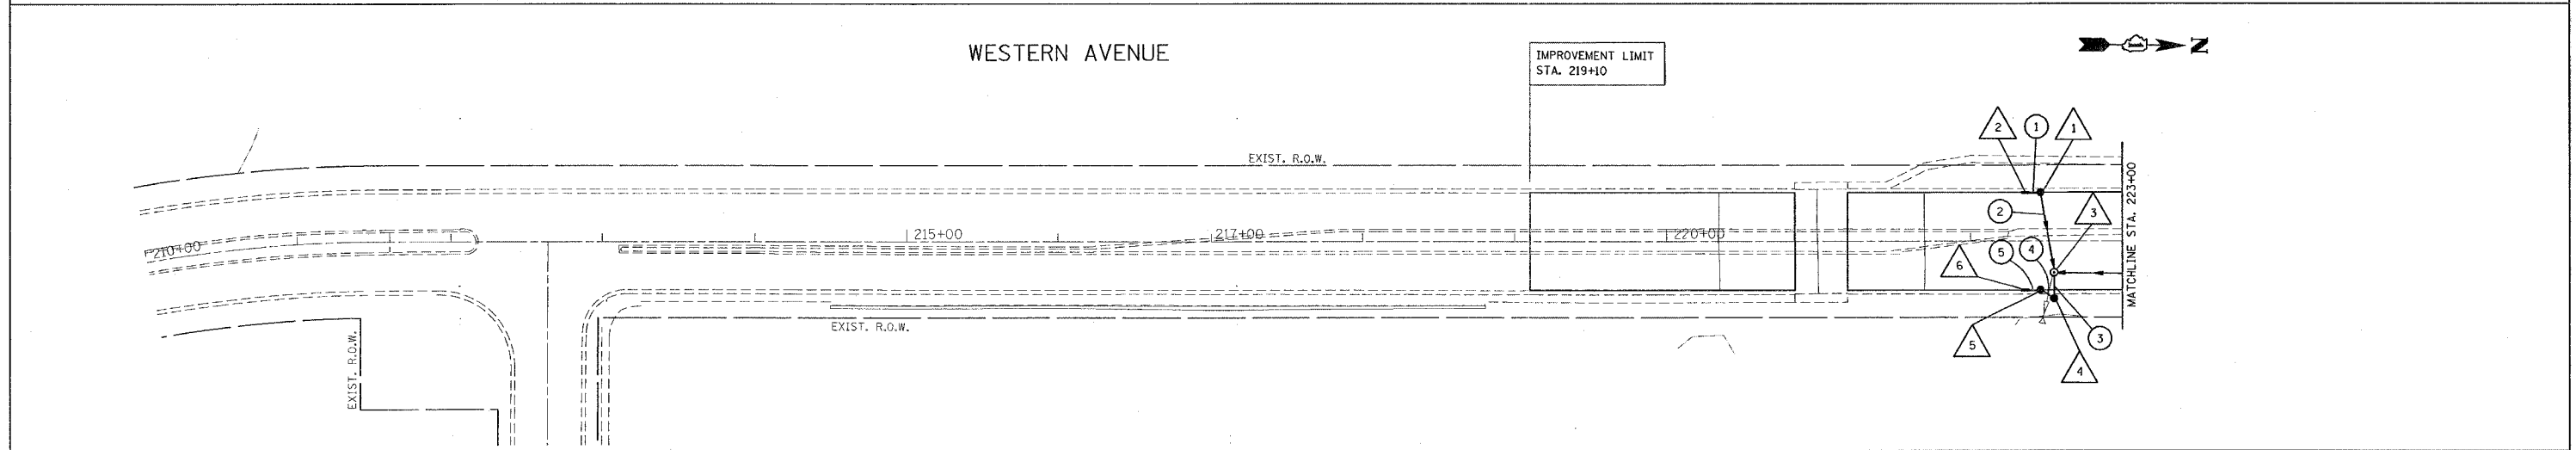 WESTERN AVENUE
IMPROVEMENT LIMIT
STA. 219+10
N
2
1
1
EXIST. R.O.W.
MATCHLINE STA. 223+00
2
3
210+00
215+00
217+00
220+00
5
4
6
EXIST. R.O.W.
EXIST. R.O.W.
5
3
4